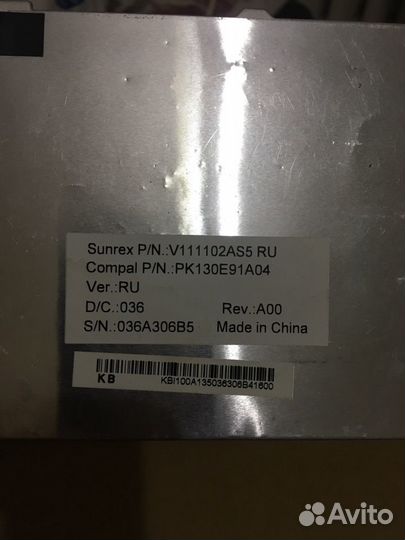 Sunrex P/N.:V111102AS5 RU
Compal P/N.:PK130E91A04
Ver.:RU
D/C.:036 Rev.:A00
S/N.:036A306B5 Made in China
KB KBI100A135036306B41600
Avito